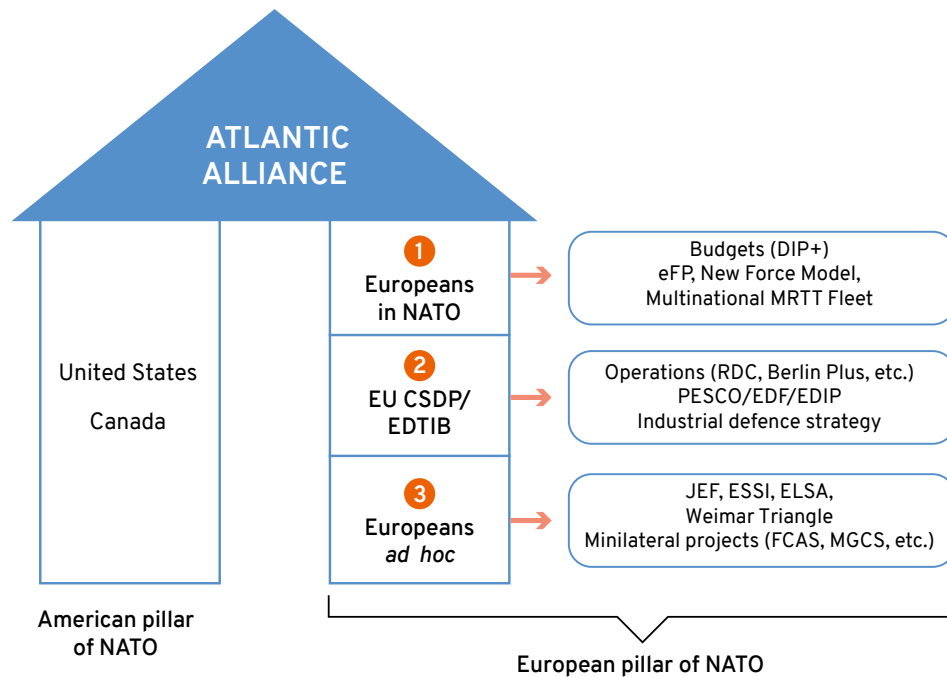 ATLANTIC
ALLIANCE
United States
Canada
American pillar
of NATO
1
Europeans
in NATO
Budgets (DIP+)
eFP, New Force Model,
Multinational MRTT Fleet
2
EU CSDP/
EDTIB
Operations (RDC, Berlin Plus, etc.)
PESCO/EDF/EDIP
Industrial defence strategy
3
Europeans
ad hoc
JEF, ESSI, ELSA,
Weimar Triangle
Minilateral projects (FCAS, MGCS, etc.)
European pillar of NATO